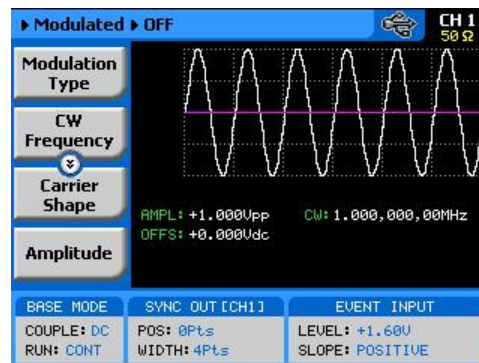 Modulated OFF
CH 1
50 Ω
Modulation
Type
CW
Frequency
Carrier
Shape
Amplitude
AMPL: +1.000Vpp CW: 1.000,000,00MHz
OFFS: +0.000Vdc
BASE MODE
COUPLE: DC
RUN: CONT
SYNC OUT [CH1]
POS: 0Pts
WIDTH: 4Pts
EVENT INPUT
LEVEL: +1.60V
SLOPE: POSITIVE